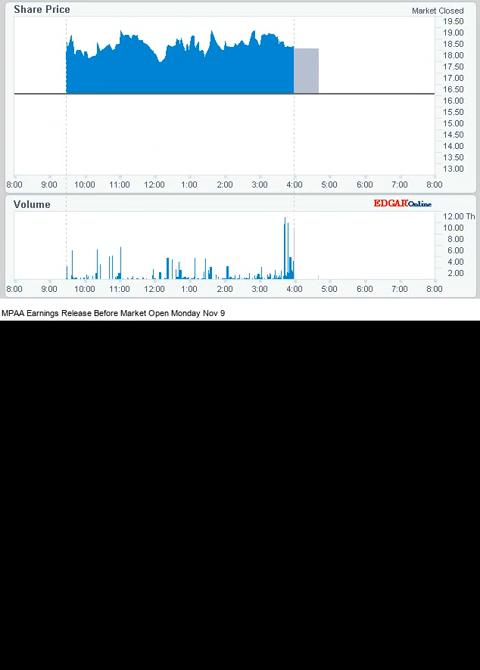 Share Price
Market Closed
19.50
19.00
18.50
18.00
17.50
17.00
16.50
16.00
15.50
15.00
14.50
14.00
13.50
13.00
8:00 9:00 10:00 11:00 12:00 1:00 2:00 3:00 4:00 5:00 6:00 7:00 8:00
Volume
EDGAR Online
12.00 Th
10.00
8.00
6.00
4.00
2.00
8:00 9:00 10:00 11:00 12:00 1:00 2:00 3:00 4:00 5:00 6:00 7:00 8:00
MPAA Earnings Release Before Market Open Monday Nov 9